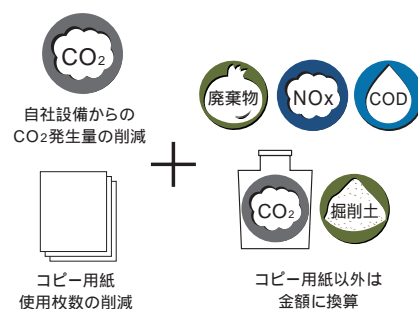 CO2
自社設備からの
CO2発生量の削減
コピー用紙
使用枚数の削減
+
廃棄物
NOx
COD
CO2
掘削土
コピー用紙以外は
金額に換算